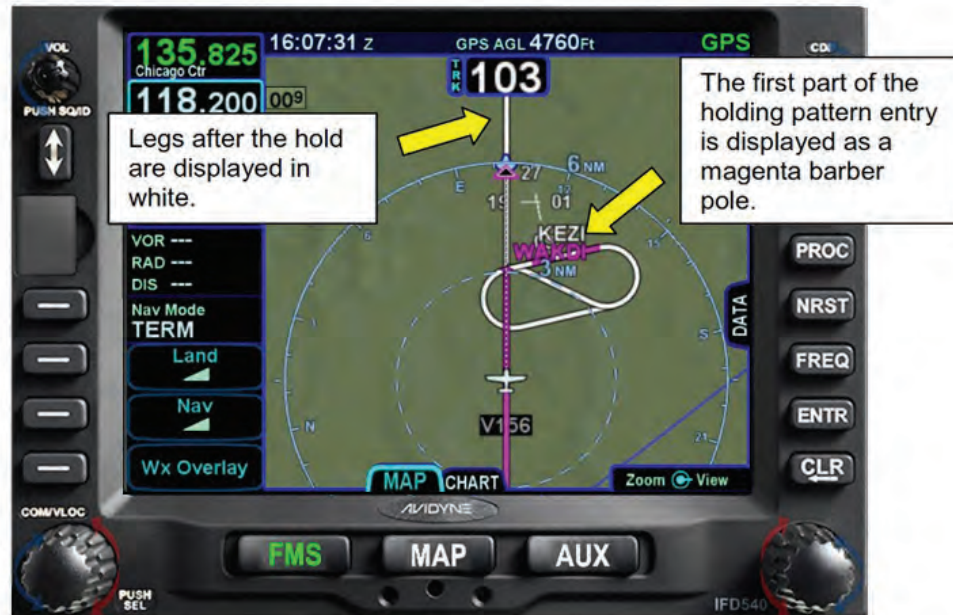 VOL
PUSH SQ/ID
135.825
Chicago Ctr
118.200
00⁹
16:07:31 Z
GPS AGL 4760Ft
GPS
TRK
103
CDI/
Legs after the hold
are displayed in
white.
The first part of the
holding pattern entry
is displayed as a
magenta barber
pole.
6 NM
27
12
E
19
01
6
KEZI
WAKDI
15
3 NM
VOR ---
RAD ---
DIS ---
Nav Mode
TERM
Land
Nav
Wx Overlay
S
N
21
V156
DATA
MAP
CHART
Zoom
View
PROC
NRST
FREQ
ENTR
CLR
COM/VLOC
AVIDYNE
FMS
MAP
AUX
PUSH
SEL
IFD540